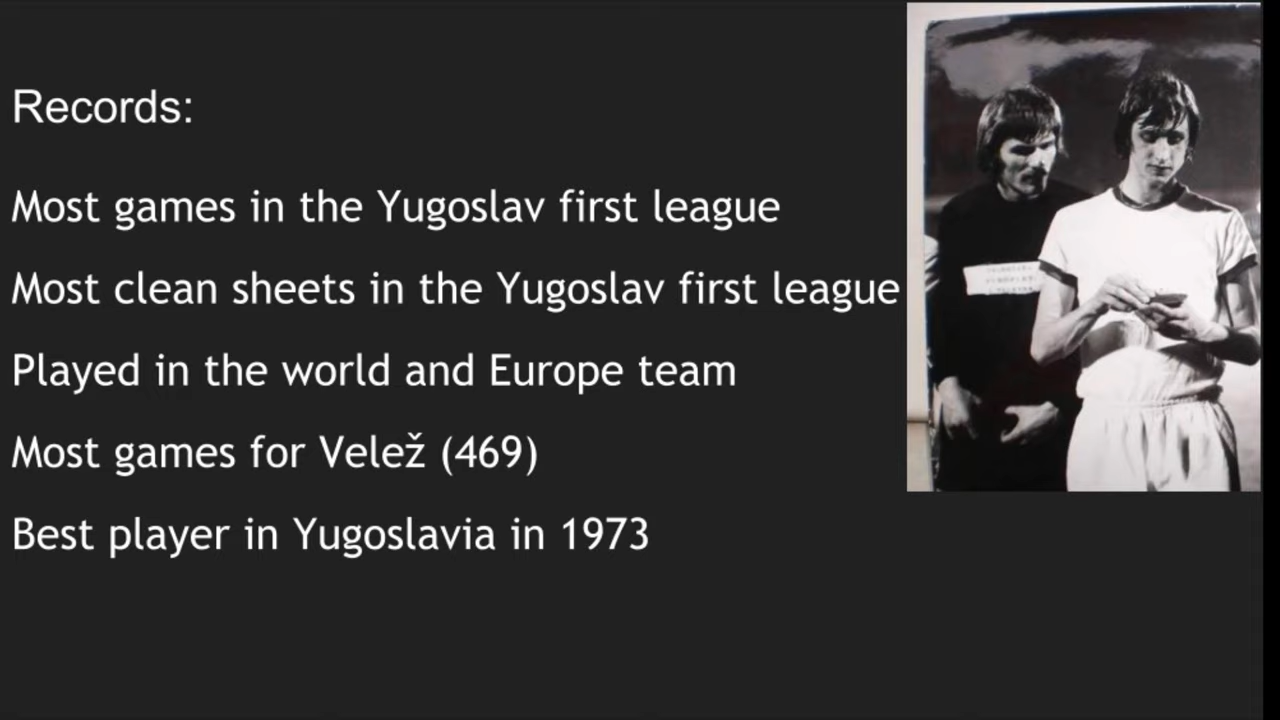 Records:
Most games in the Yugoslav first league
Most clean sheets in the Yugoslav first league
Played in the world and Europe team
Most games for Velež (469)
Best player in Yugoslavia in 1973